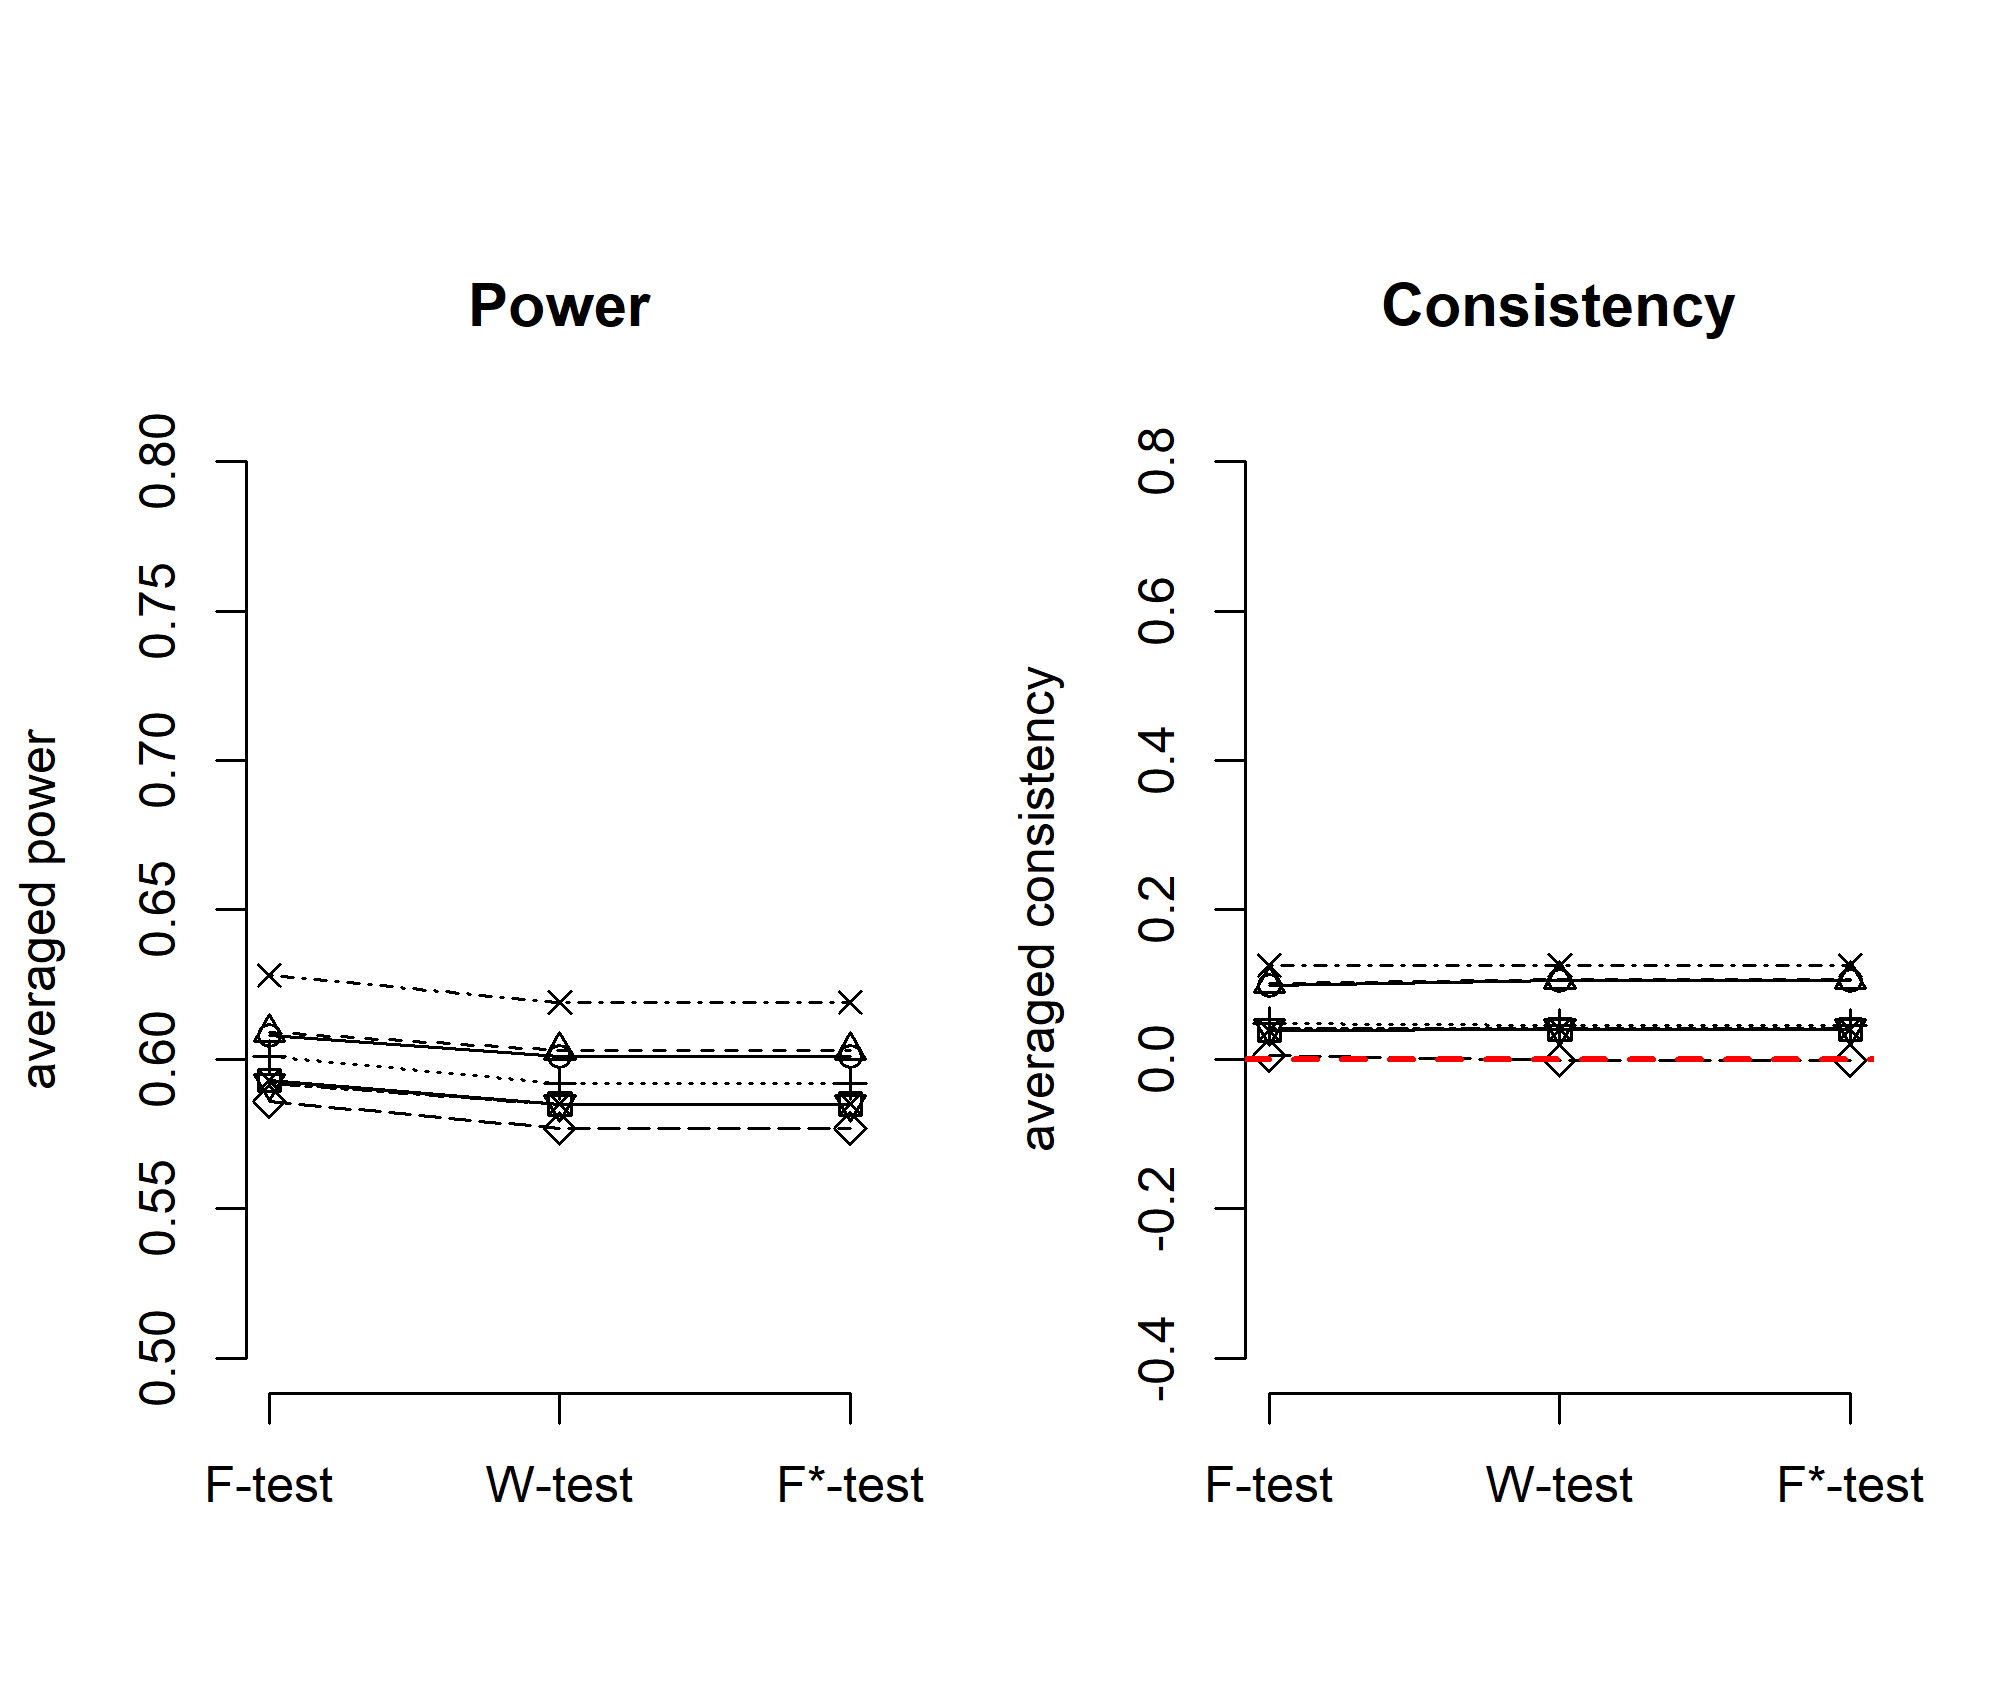 Power
averaged power
0.80
0.75
0.70
0.65
0.60
0.55
0.50
F-test W-test F*-test
Consistency
averaged consistency
0.8
0.6
0.4
0.2
0.0
-0.2
-0.4
F-test W-test F*-test